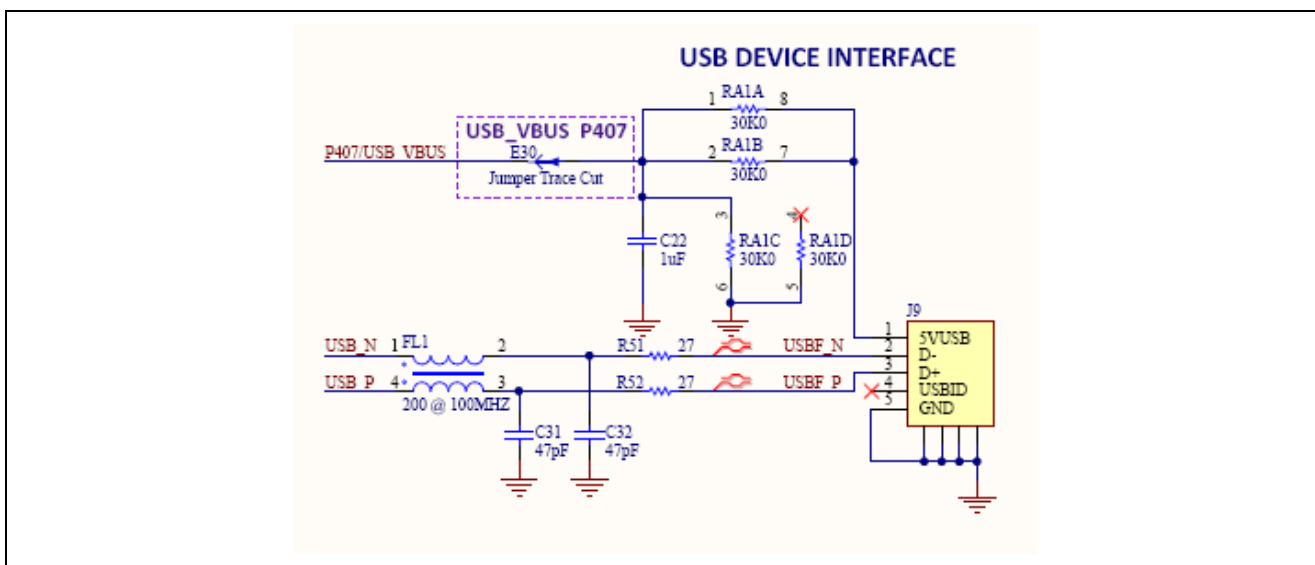 USB DEVICE INTERFACE
RA1A
1 8
30K0
USB_VBUS P407
RA1B
P407/USB_VBUS
E30
2 7
30K0
Jumper Trace Cut
3
4
C22
1uF
RA1C
30K0
RA1D
30K0
6
5
J9
1
5VUSB
USB_N
1
FL1
2
R51
27
USBF_N
2
D-
3
D+
USB_P
4
3
R52
27
USBF_P
4
USBID
5
GND
200 @ 100MHZ
C31
47pF
C32
47pF